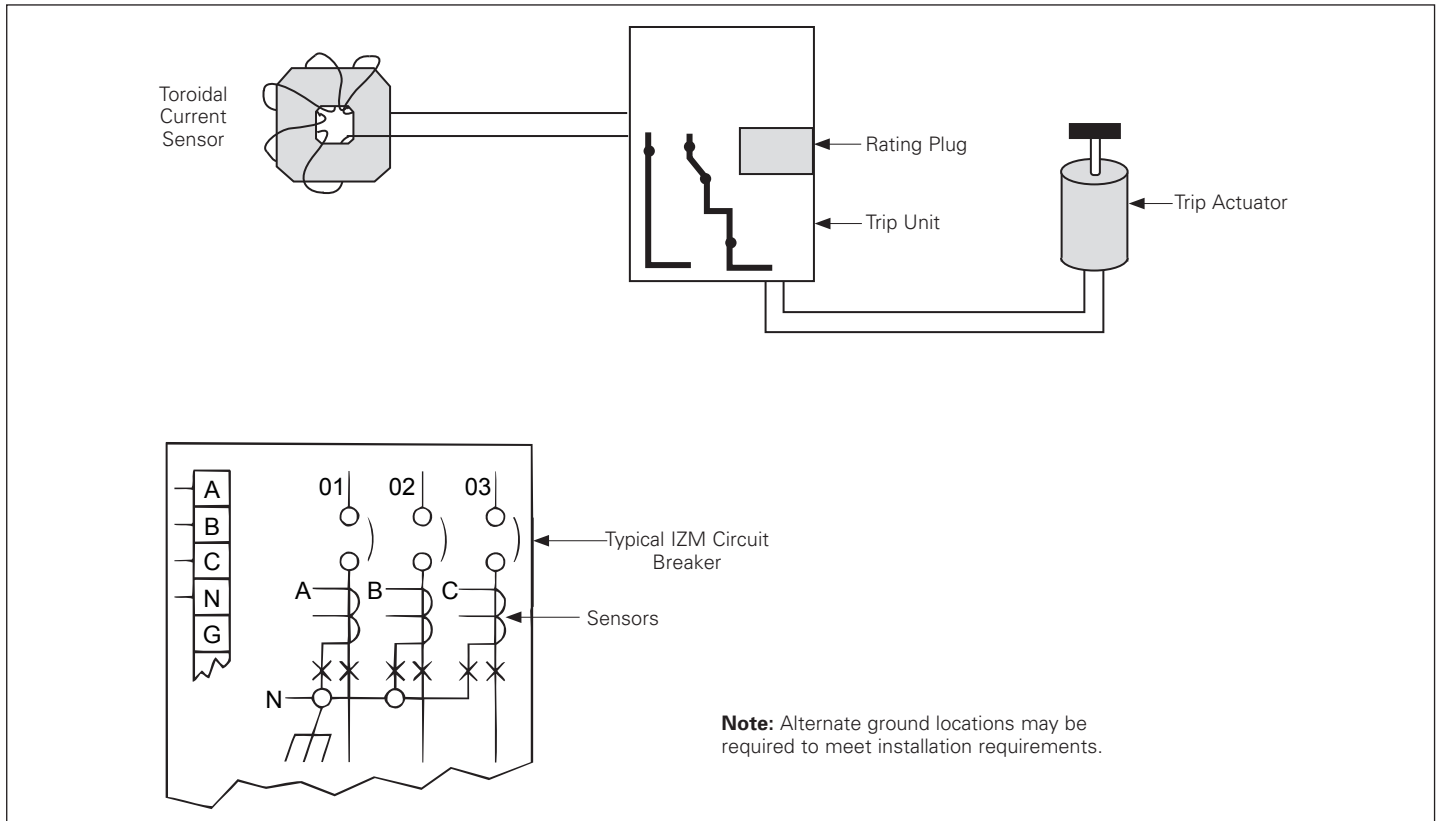 Toroidal
Current
Sensor
Rating Plug
Trip Unit
Trip Actuator
A
B
C
N
G
01
02
03
A
B
C
N
Typical IZM Circuit
Breaker
Sensors
Note: Alternate ground locations may be
required to meet installation requirements.